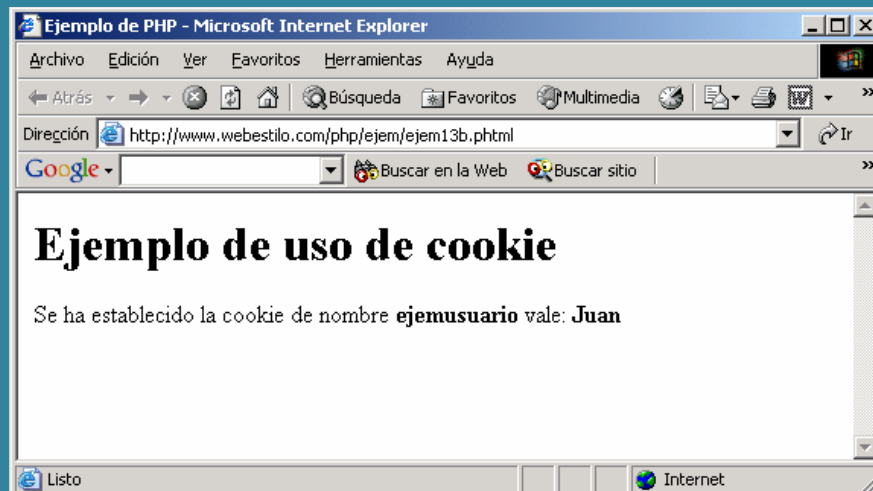 Ejemplo de PHP - Microsoft Internet Explorer
Archivo Edición Ver Favoritos Herramientas Ayuda
Atrás Búsqueda Favoritos Multimedia W »
Dirección http://www.webestilo.com/php/ejem/ejem13b.phtml Ir
Google Buscar en la Web Buscar sitio »
Ejemplo de uso de cookie
Se ha establecido la cookie de nombre ejemusuario vale: Juan
Listo Internet